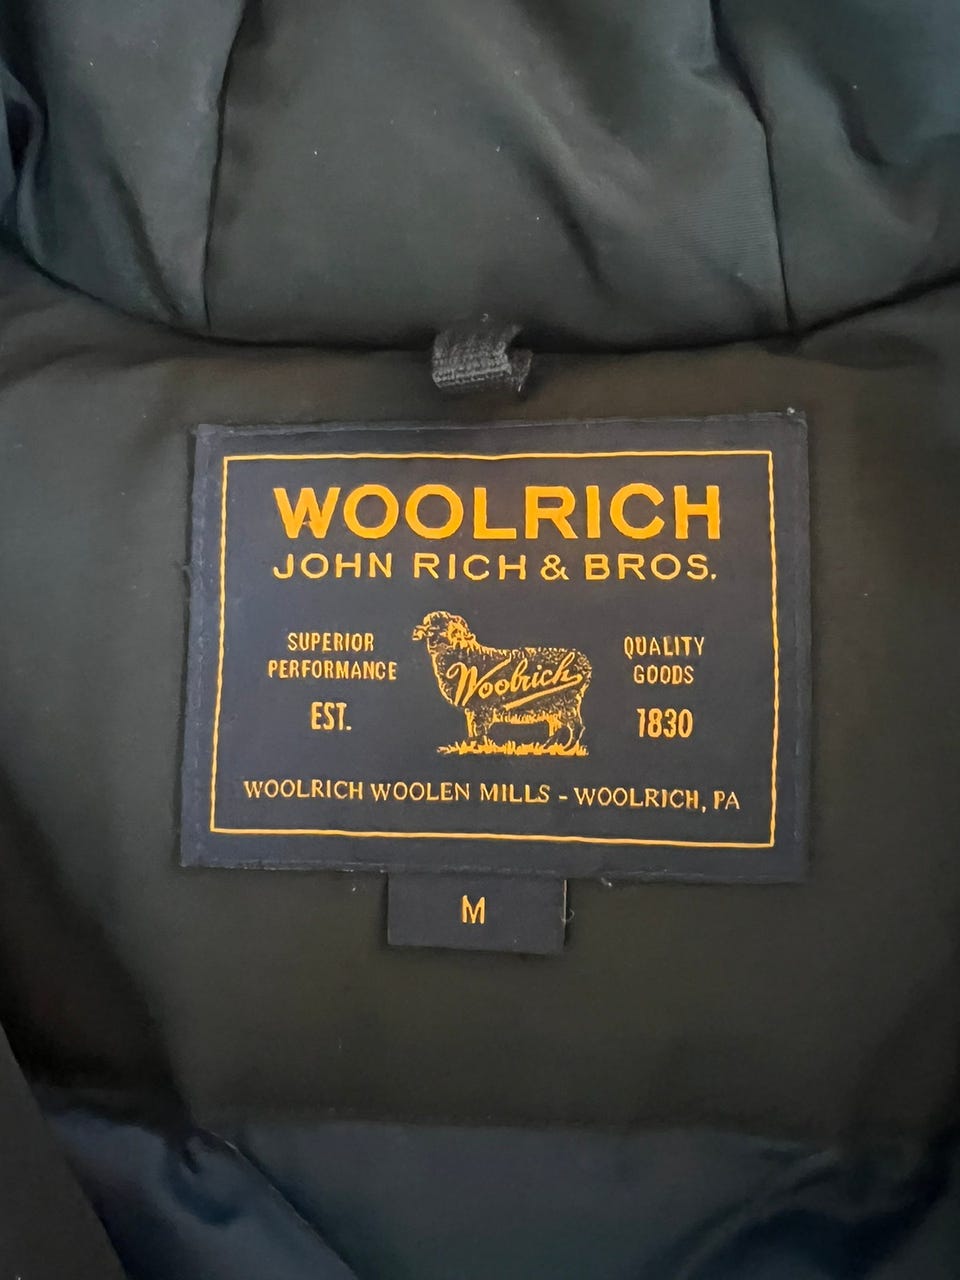 WOOLRICH
JOHN RICH & BROS.
SUPERIOR
PERFORMANCE
EST.
Woolrich
QUALITY
GOODS
1830
WOOLRICH WOOLEN MILLS - WOOLRICH, PA
M